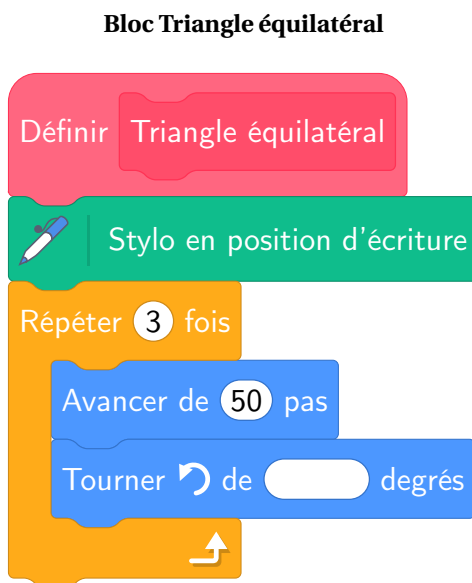 Bloc Triangle équilatéral
Définir Triangle équilatéral
Stylo en position d'écriture
Répéter 3 fois
Avancer de 50 pas
Tourner de degrés